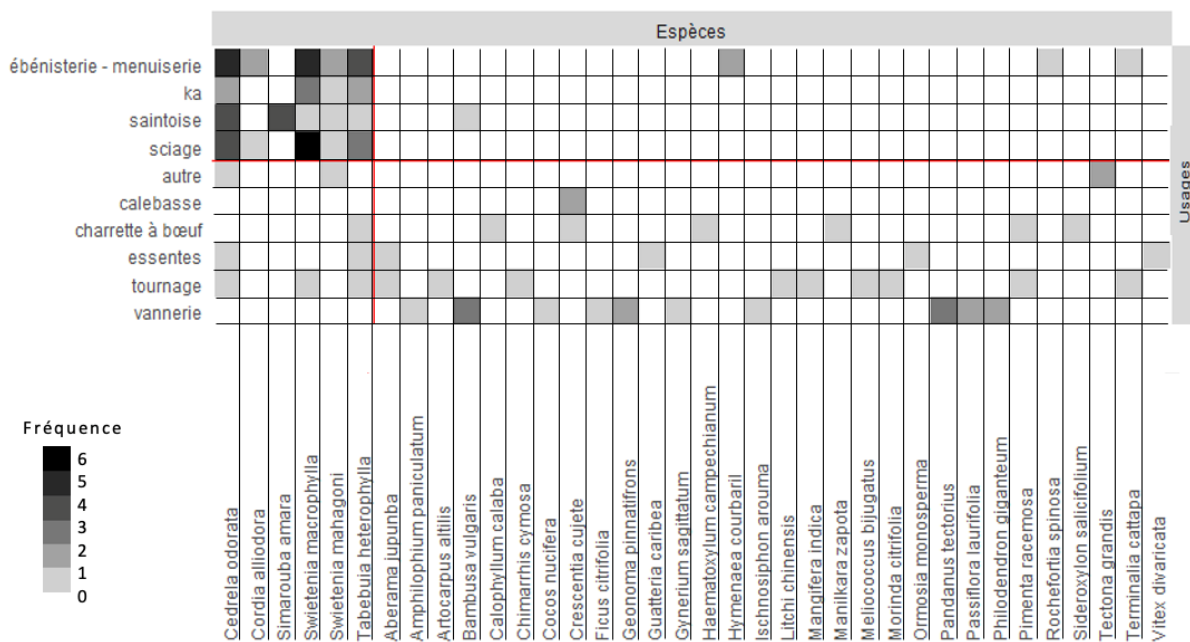 Espèces
ébénisterie - menuiserie
ka
saintoise
sciage
autre
calebasse
charrette à bœuf
essentes
tournage
vannerie
Usages
Fréquence
6
5
4
3
2
1
0
Cedrela odorata
Cordia alliodora
Simarouba amara
Swietenia macrophylla
Swietenia mahagoni
Tabebuia heterophylla
Aberama jupunba
Amphilophium paniculatum
Artocarpus altilis
Bambusa vulgaris
Calophyllum calaba
Chimarrhis cymosa
Cocos nucifera
Crescentia cujete
Ficus citrifolia
Geonoma pinnatifrons
Guatteria caribea
Gynerium sagittatum
Haematoxylum campechianum
Hymenaea courbaril
Ischnosiphon arouma
Litchi chinensis
Mangifera indica
Manilkara zapota
Meliococcus bijugatus
Morinda citrifolia
Ormosia monosperma
Pandanus tectorius
Passiflora laurifolia
Philodendron giganteum
Pimenta racemosa
Rochefortia spinosa
Sideroxylon salicifolium
Tectona grandis
Terminalia cattapa
Vitex divaricata